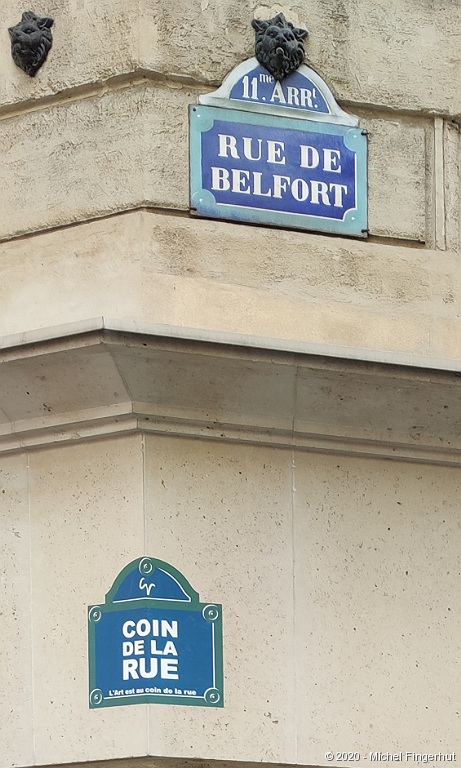 11.me ARR.t
RUE DE
BELFORT
COIN
DE LA
RUE
L'Art est au coin de la rue
© 2020 - Michel Fingerhut